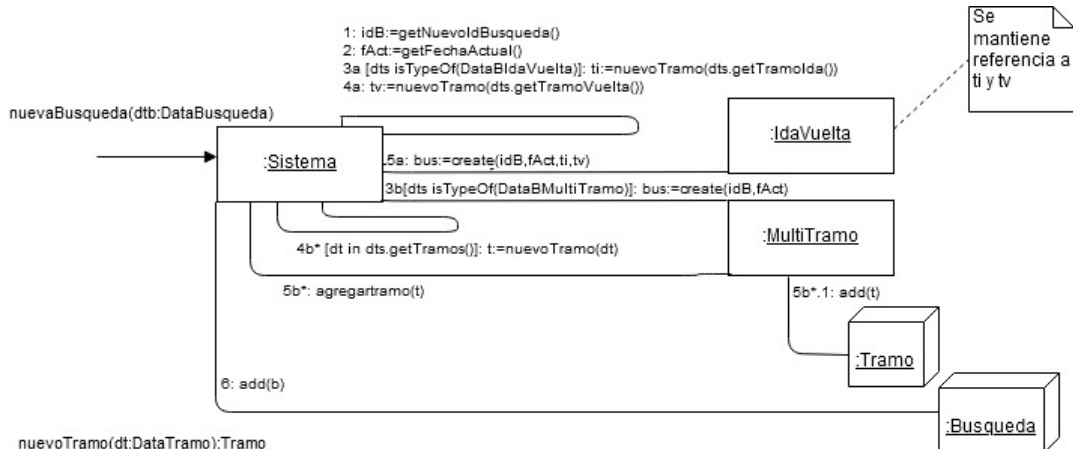 1: idB:=getNuevoIdBusqueda()
2: fAct:=getFechaActual()
3a [dts isTypeOf(DataBIdaVuelta)]: ti:=nuevoTramo(dts.getTramoIda())
4a: tv:=nuevoTramo(dts.getTramoVuelta())
Se
mantiene
referencia a
ti y tv
nuevaBusqueda(dtb:DataBusqueda)
:IdaVuelta
:Sistema
5a: bus:=create(idB,fAct,ti,tv)
3b[dts isTypeOf(DataBMultiTramo)]: bus:=create(idB,fAct)
:MultiTramo
4b* [dt in dts.getTramos()]: t:=nuevoTramo(dt)
5b*: agregartramo(t)
5b*.1: add(t)
:Tramo
6: add(b)
:Busqueda
nuevoTramo(dt:DataTramo):Tramo